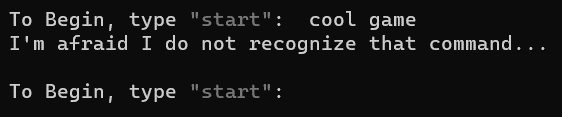 To Begin, type "start":  cool game
I'm afraid I do not recognize that command...
To Begin, type "start":